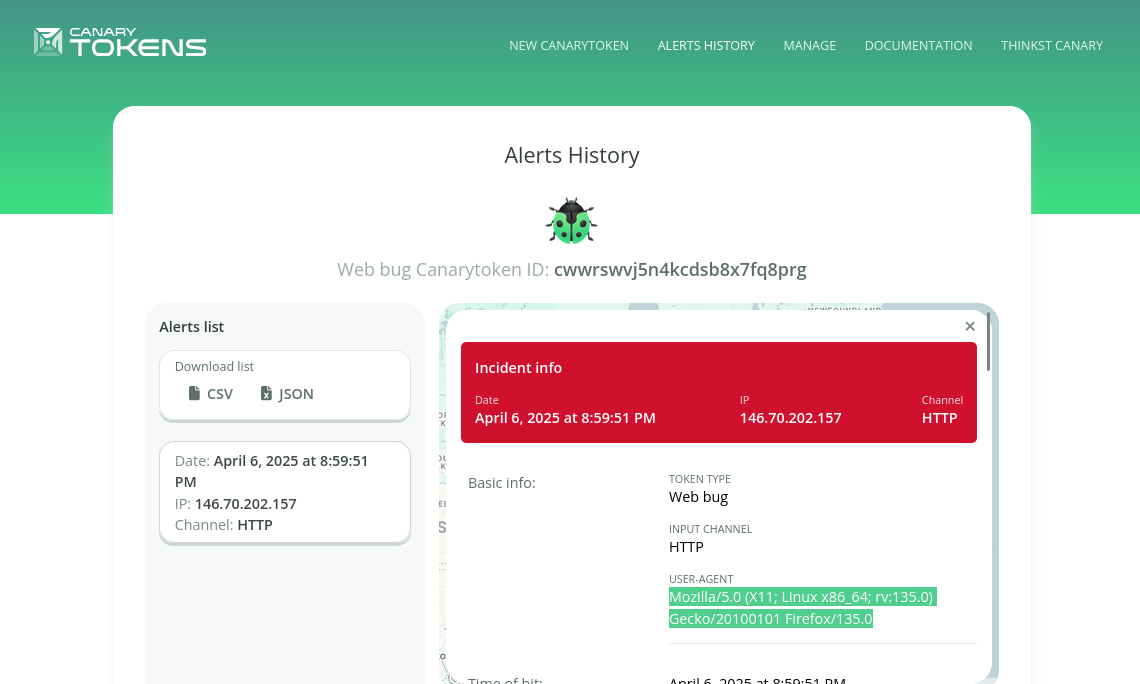 CANARY
TOKENS
NEW CANARYTOKEN
ALERTS HISTORY
MANAGE
DOCUMENTATION
THINKST CANARY
Alerts History
Web bug Canarytoken ID: cwwrswvj5n4kcdsb8x7fq8prg
Alerts list
Download list
CSV
JSON
Date: April 6, 2025 at 8:59:51
PM
IP: 146.70.202.157
Channel: HTTP
Incident info
Date
April 6, 2025 at 8:59:51 PM
IP
146.70.202.157
Channel
HTTP
Basic info:
TOKEN TYPE
Web bug
INPUT CHANNEL
HTTP
USER-AGENT
Mozilla/5.0 (X11; Linux x86_64; rv:135.0)
Gecko/20100101 Firefox/135.0
Time of hit:
April 6, 2025 at 8:59:51 PM